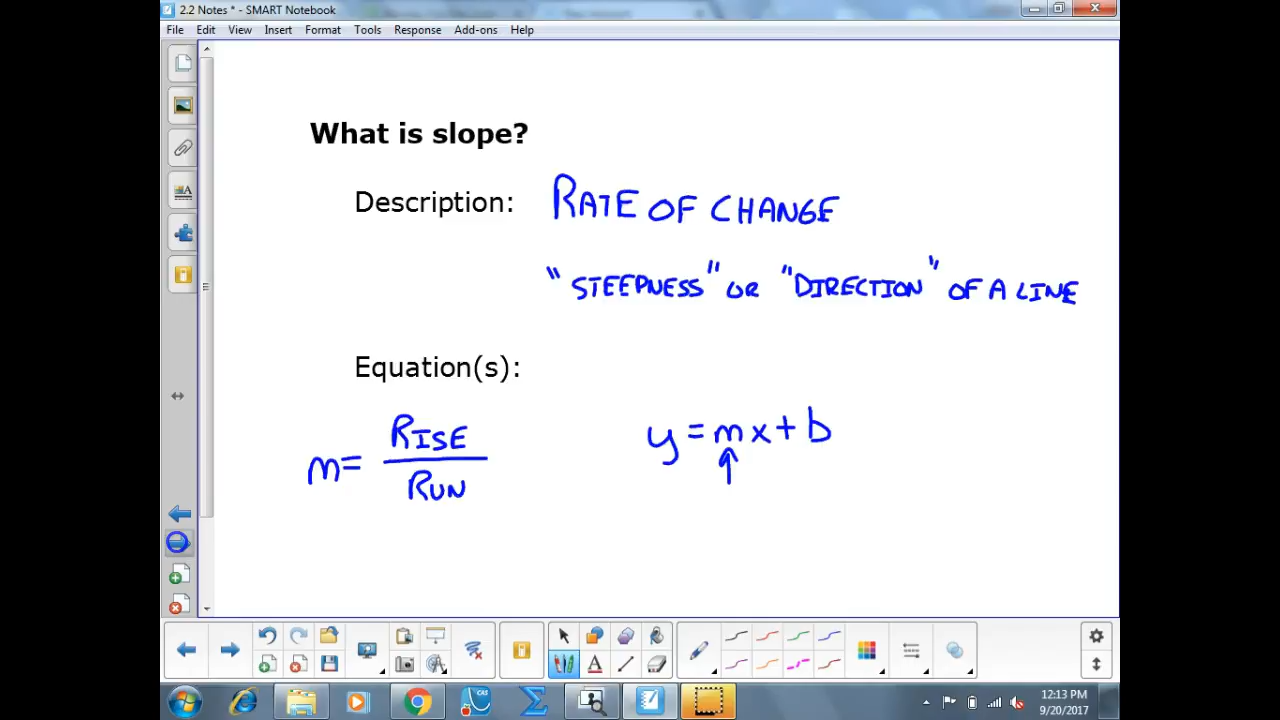 2.2 Notes * - SMART Notebook
File Edit View Insert Format Tools Response Add-ons Help
What is slope?
Description: RATE OF CHANGE
"STEEPNESS" OR "DIRECTION" OF A LINE
Equation(s):
m= RISE
RUN
y = mx + b
CAS
12:13 PM
9/20/2017